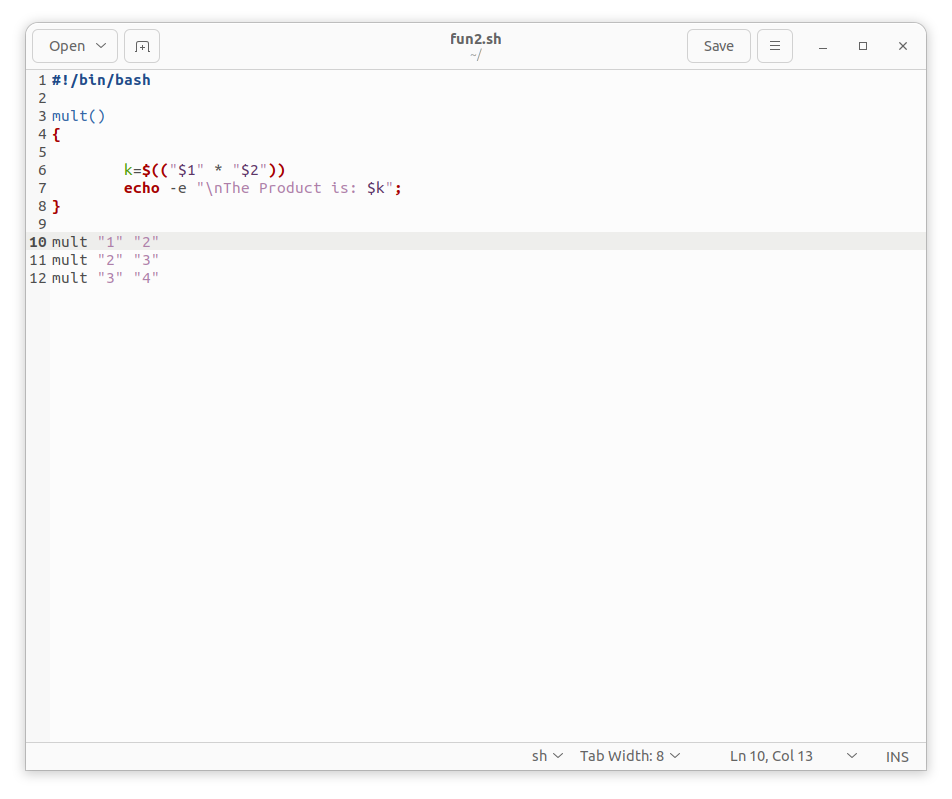 Open
fun2.sh
~/
Save
1 #!/bin/bash
2
3 mult()
4 {
5
6         k=$(("$1" * "$2"))
7         echo -e "\nThe Product is: $k";
8 }
9
10 mult "1" "2"
11 mult "2" "3"
12 mult "3" "4"
sh Tab Width: 8 Ln 10, Col 13 INS